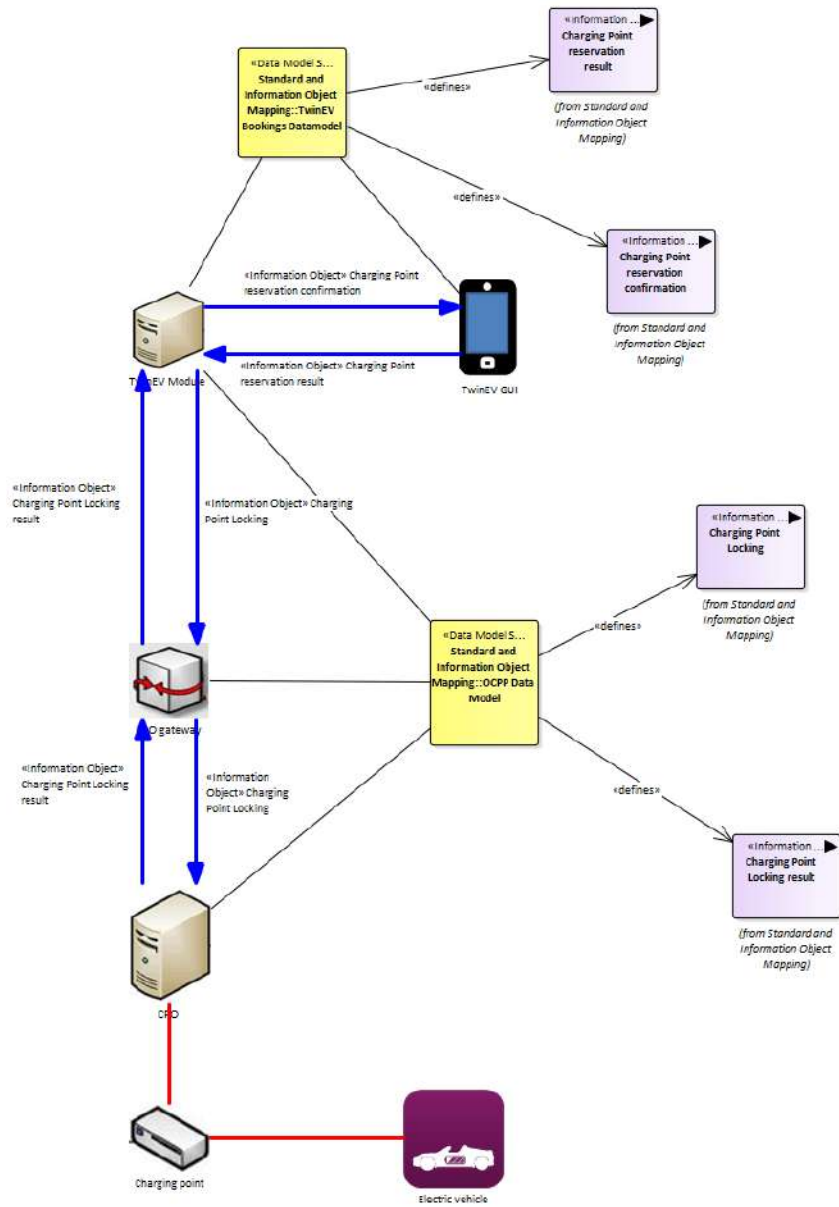 «Information ...
Charging Point
reservation
result
(from Standard and
Information Object
Mapping)
«Data Model S...
Standard and
Information Object
Mapping::TwinEV
Bookings Datamodel
«defines»
«defines»
«Information ...
Charging Point
reservation
confirmation
(from Standard and
Information Object
Mapping)
«Information Object» Charging Point
reservation confirmation
«Information Object» Charging Point
reservation result
TwinEV Module
TwinEV GUI
«Information Object»
Charging Point Locking
result
«Information Object» Charging
Point Locking
«Information ...
Charging Point
Locking
(from Standard and
Information Object
Mapping)
«defines»
«Data Model S...
Standard and
Information Object
Mapping::OCPP Data
Model
gateway
«Information Object»
Charging Point Locking
result
«Information
Object» Charging
Point Locking
«defines»
«Information ...
Charging Point
Locking result
(from Standard and
Information Object
Mapping)
CPO
Charging point
Electric vehicle